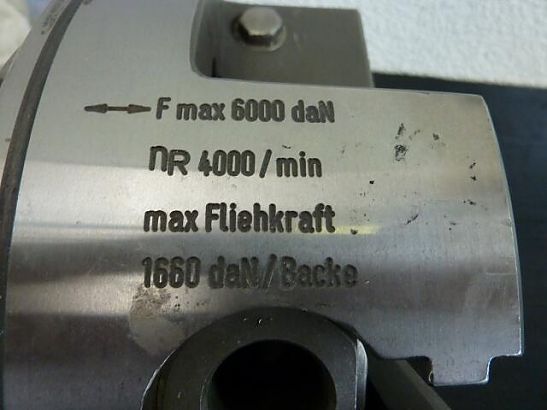 F max 6000 daN
nR 4000/min
max Fliehkraft
1660 daN/Backe